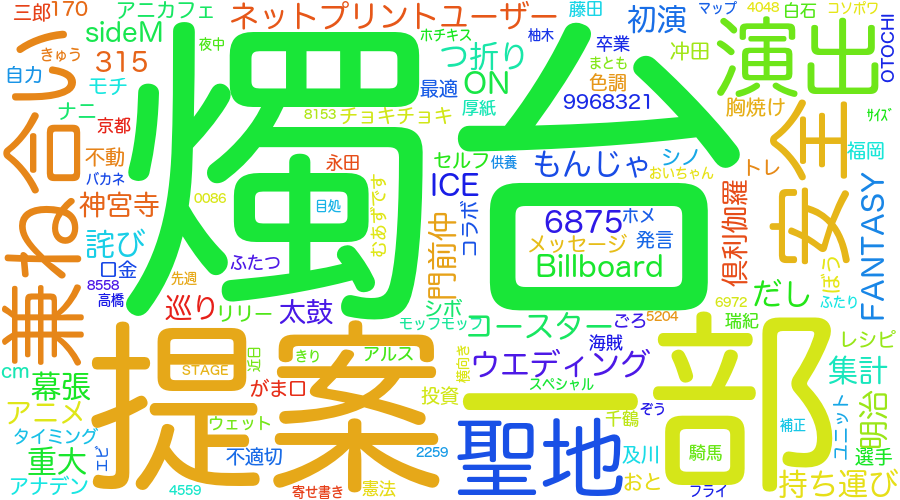 三郎
170
アニカフェ
ネットプリントユーザー
藤田
初演
マップ
4048
白石
コソボワ
きゅう
sideM
夜中
ホチキス
柚木
卒業
まとも
沖田
演出
OTOCHI
自力
315
モチ
つ折り
ON
最適
厚紙
色調
9968321
胸焼け
ｻｲｽﾞ
兼ね合い
ナニ
京都
燭台
8153
チョキチョキ
安全
不動
バカネ
永田
セルフ
供養
もんじゃ
シノ
おいちゃん
トレ
福岡
神宮寺
0086
目処
むあずです
ICE
コラボ
6875
ホメ
倶利伽羅
FANTASY
詫び
口金
8558
高橋
先週
ふたつ
門前仲
メッセージ
発言
Billboard
ぼう
ふたり
巡り
リリー
太鼓
シボ
モップモップ
コースター
ごろ
5204
6972
瑞紀
だし
提案
STAGE
近日
きり
アルス
横向き
ウエディング
海賊
レシピ
cm
幕張
がま口
投資
スペシャル
一部
集計
アニメ
ウェット
千鶴
ぞう
ユニット
補正
明治
タイミング
重大
エピ
不適切
2259
聖地
及川
おと
騎馬
選手
アナデン
4559
寄せ書き
憲法
フライ
持ち運び